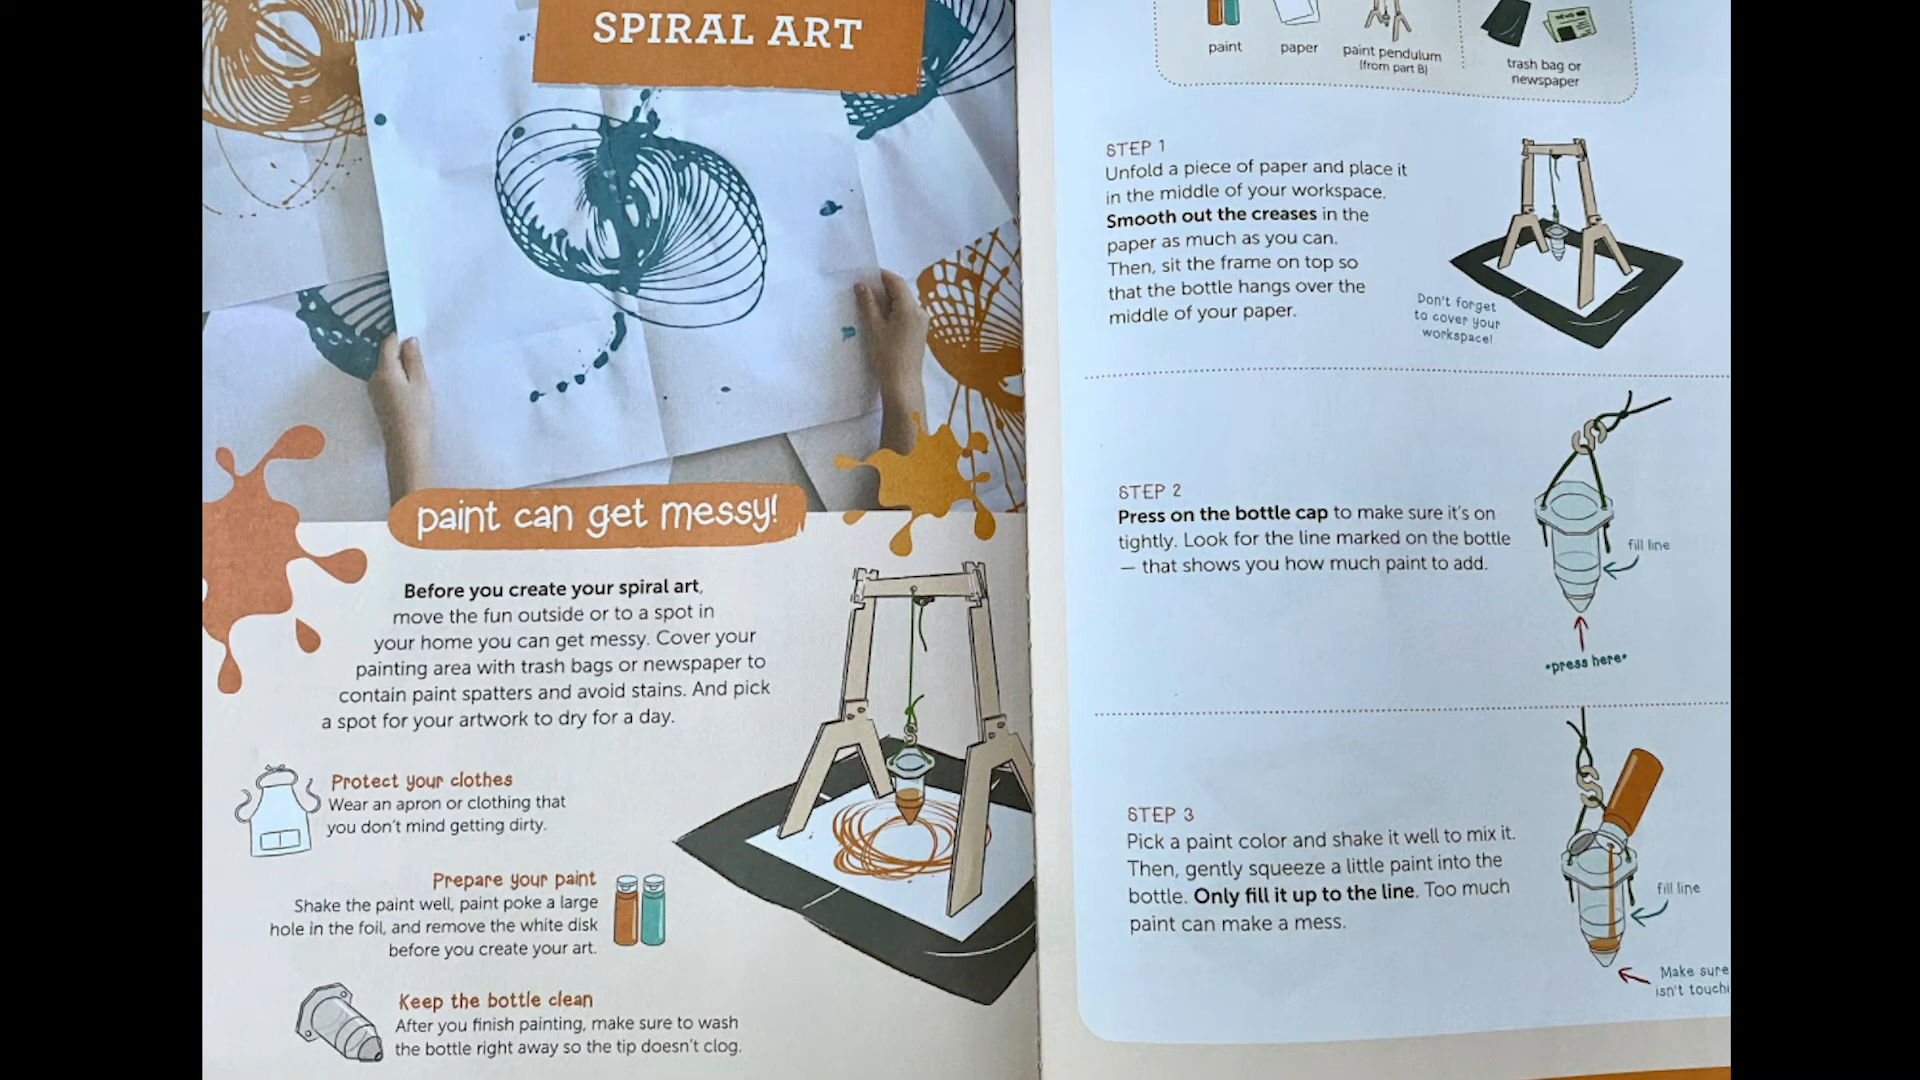 SPIRAL ART
paint can get messy!
Before you create your spiral art,
move the fun outside or to a spot in
your home you can get messy. Cover your
painting area with trash bags or newspaper to
contain paint spatters and avoid stains. And pick
a spot for your artwork to dry for a day.
Protect your clothes
Wear an apron or clothing that
you don't mind getting dirty.
Prepare your paint
Shake the paint well, paint poke a large
hole in the foil, and remove the white disk
before you create your art.
Keep the bottle clean
After you finish painting, make sure to wash
the bottle right away so the tip doesn't clog.
paint
paper
paint pendulum
(from part B)
NEWS
trash bag or
newspaper
STEP 1
Unfold a piece of paper and place it
in the middle of your workspace.
Smooth out the creases in the
paper as much as you can.
Then, sit the frame on top so
that the bottle hangs over the
middle of your paper.
Don't forget
to cover your
workspace!
STEP 2
Press on the bottle cap to make sure it's on
tightly. Look for the line marked on the bottle
— that shows you how much paint to add.
fill line
*press here*
STEP 3
Pick a paint color and shake it well to mix it.
Then, gently squeeze a little paint into the
bottle. Only fill it up to the line. Too much
paint can make a mess.
fill line
Make sure
isn't touchi